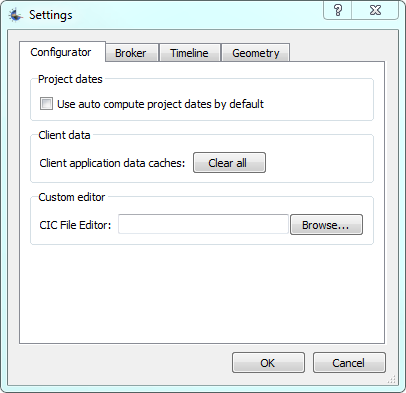 Settings
Configurator Broker Timeline Geometry
Project dates
Use auto compute project dates by default
Client data
Client application data caches: Clear all
Custom editor
CIC File Editor: Browse...
OK Cancel